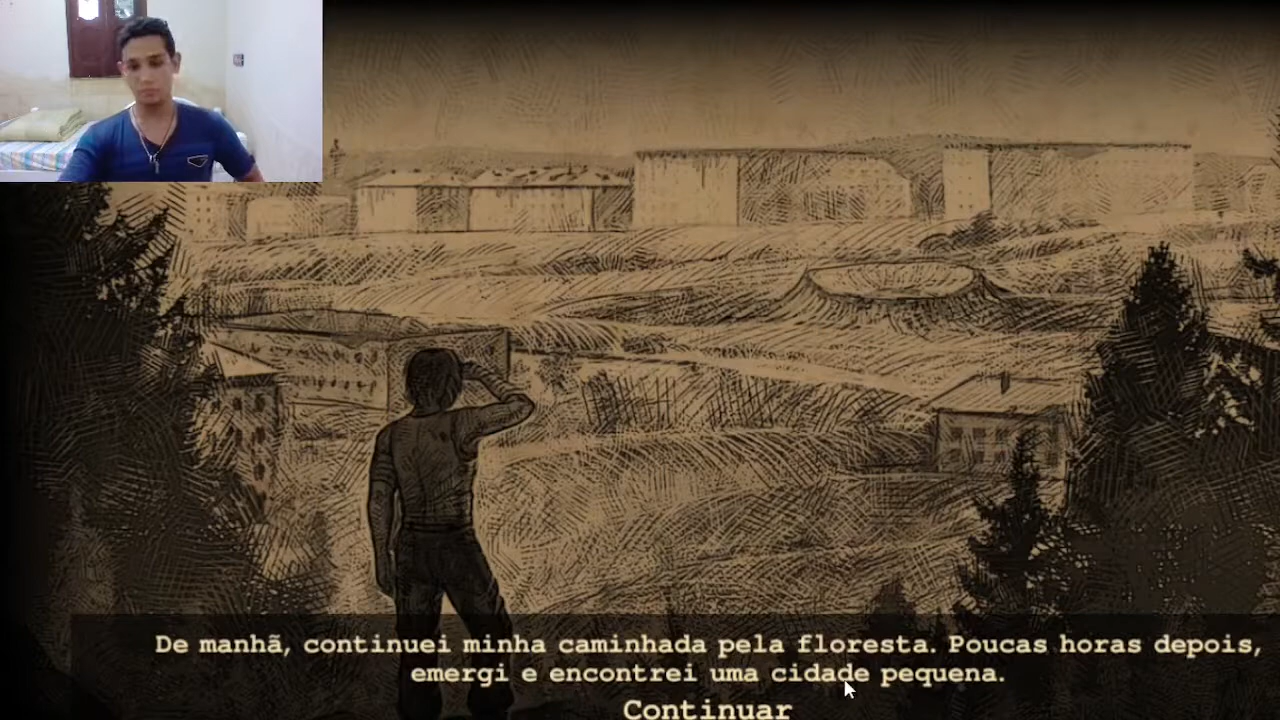 De manhã, continuei minha caminhada pela floresta. Poucas horas depois,
emergi e encontrei uma cidade pequena.
Continuar